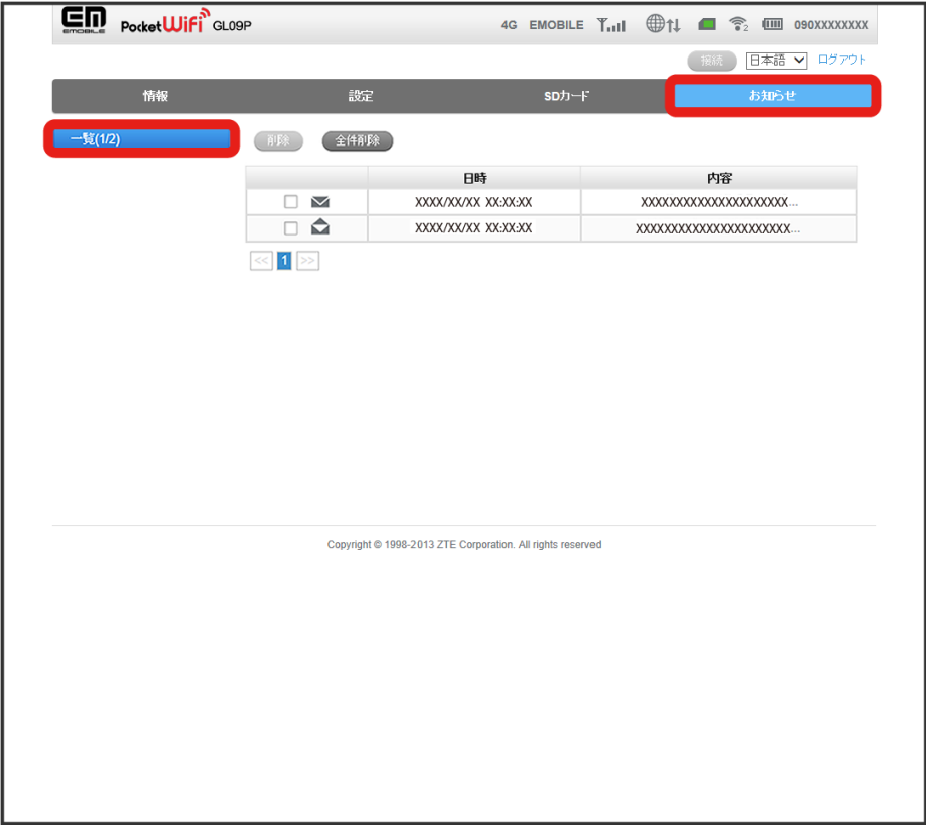 EM EMOBILE Pocket WiFi GL09P 4G EMOBILE 2 090XXXXXXXX
接続 日本語 ログアウト
情報 設定 SDカード お知らせ
一覧(1/2) 削除 全件削除
日時 内容
XXXX/XX/XX XX:XX:XX XXXXXXXXXXXXXXXXXXXXX...
XXXX/XX/XX XX:XX:XX XXXXXXXXXXXXXXXXXXXXXX...
<< 1 >>
Copyright © 1998-2013 ZTE Corporation. All rights reserved